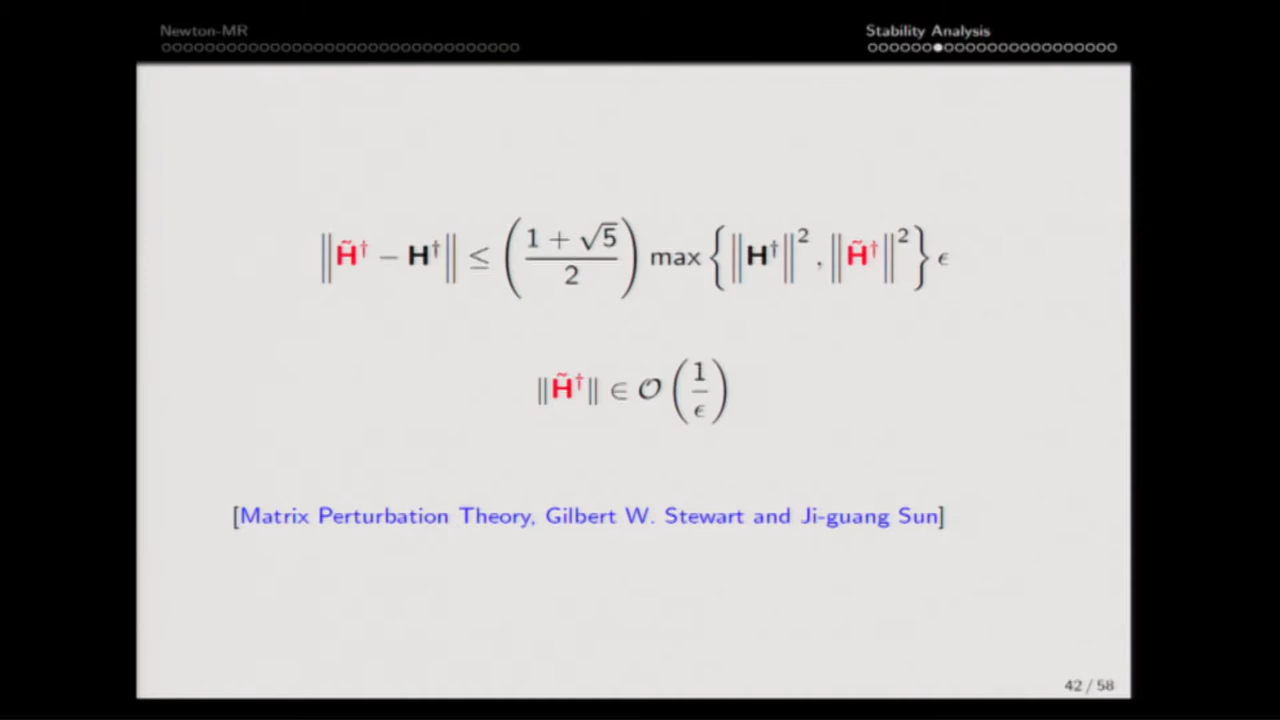 Newton-MR
Stability Analysis
‖H̃† − H†‖ ≤ ((1 + √5)/2) max {‖H†‖², ‖H̃†‖²} ϵ
‖H̃†‖ ∈ 𝒪(1/ϵ)
[Matrix Perturbation Theory, Gilbert W. Stewart and Ji-guang Sun]
42 / 58